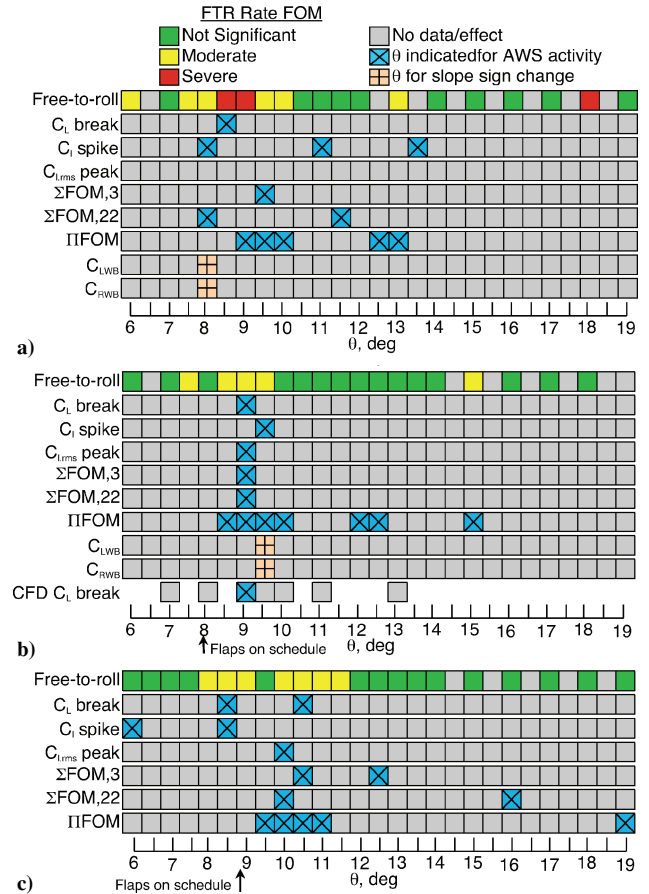 FTR Rate FOM
Not Significant
Moderate
Severe
No data/effect
θ indicatedfor AWS activity
θ for slope sign change
Free-to-roll
C_L break
C_l spike
C_l,rms peak
ΣFOM,3
ΣFOM,22
ΠFOM
C_LWB
C_RWB
6 7 8 9 10 11 12 13 14 15 16 17 18 19
θ, deg
a)
Free-to-roll
C_L break
C_l spike
C_l,rms peak
ΣFOM,3
ΣFOM,22
ΠFOM
C_LWB
C_RWB
CFD C_L break
6 7 8 9 10 11 12 13 14 15 16 17 18 19
Flaps on schedule
θ, deg
b)
Free-to-roll
C_L break
C_l spike
C_l,rms peak
ΣFOM,3
ΣFOM,22
ΠFOM
6 7 8 9 10 11 12 13 14 15 16 17 18 19
Flaps on schedule
θ, deg
c)